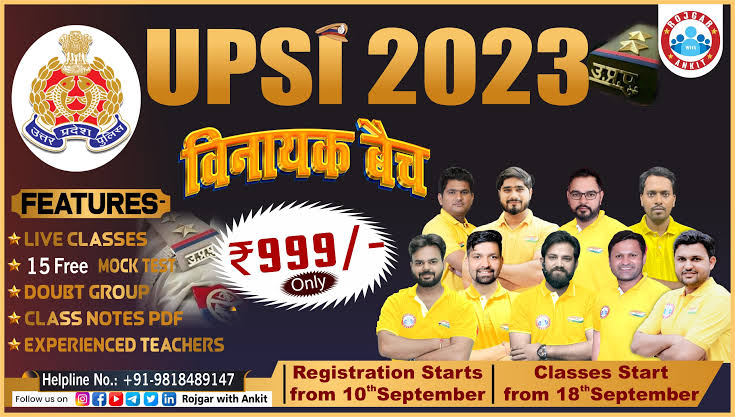 UPSI 2023
ROJGAR
WITH
ANKIT
उ.प्र.पु.
उत्तर प्रदेश पुलिस
विनायक बैच
FEATURES-
LIVE CLASSES
15 Free MOCK TEST
DOUBT GROUP
CLASS NOTES PDF
EXPERIENCED TEACHERS
उ.प्र.पु.
₹999/-
Only
Helpline No.: +91-9818489147
Follow us on Rojgar with Ankit
Registration Starts
from 10th September
Classes Start
from 18th September